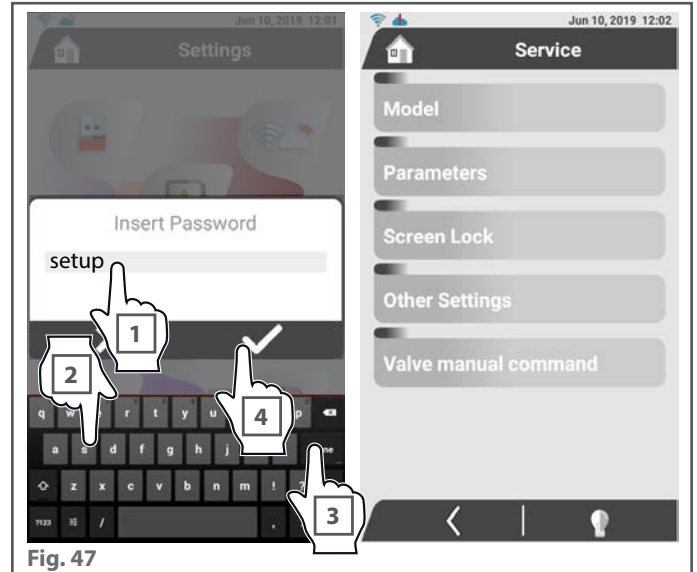 Jun 10, 2019 12:01
Settings
Insert Password
setup
1
2
4
3
q w e r t y u p
a s d f g h j ne
z x c v b n m ! ?
?123 / ,
Jun 10, 2019 12:02
Service
Model
Parameters
Screen Lock
Other Settings
Valve manual command
Fig. 47